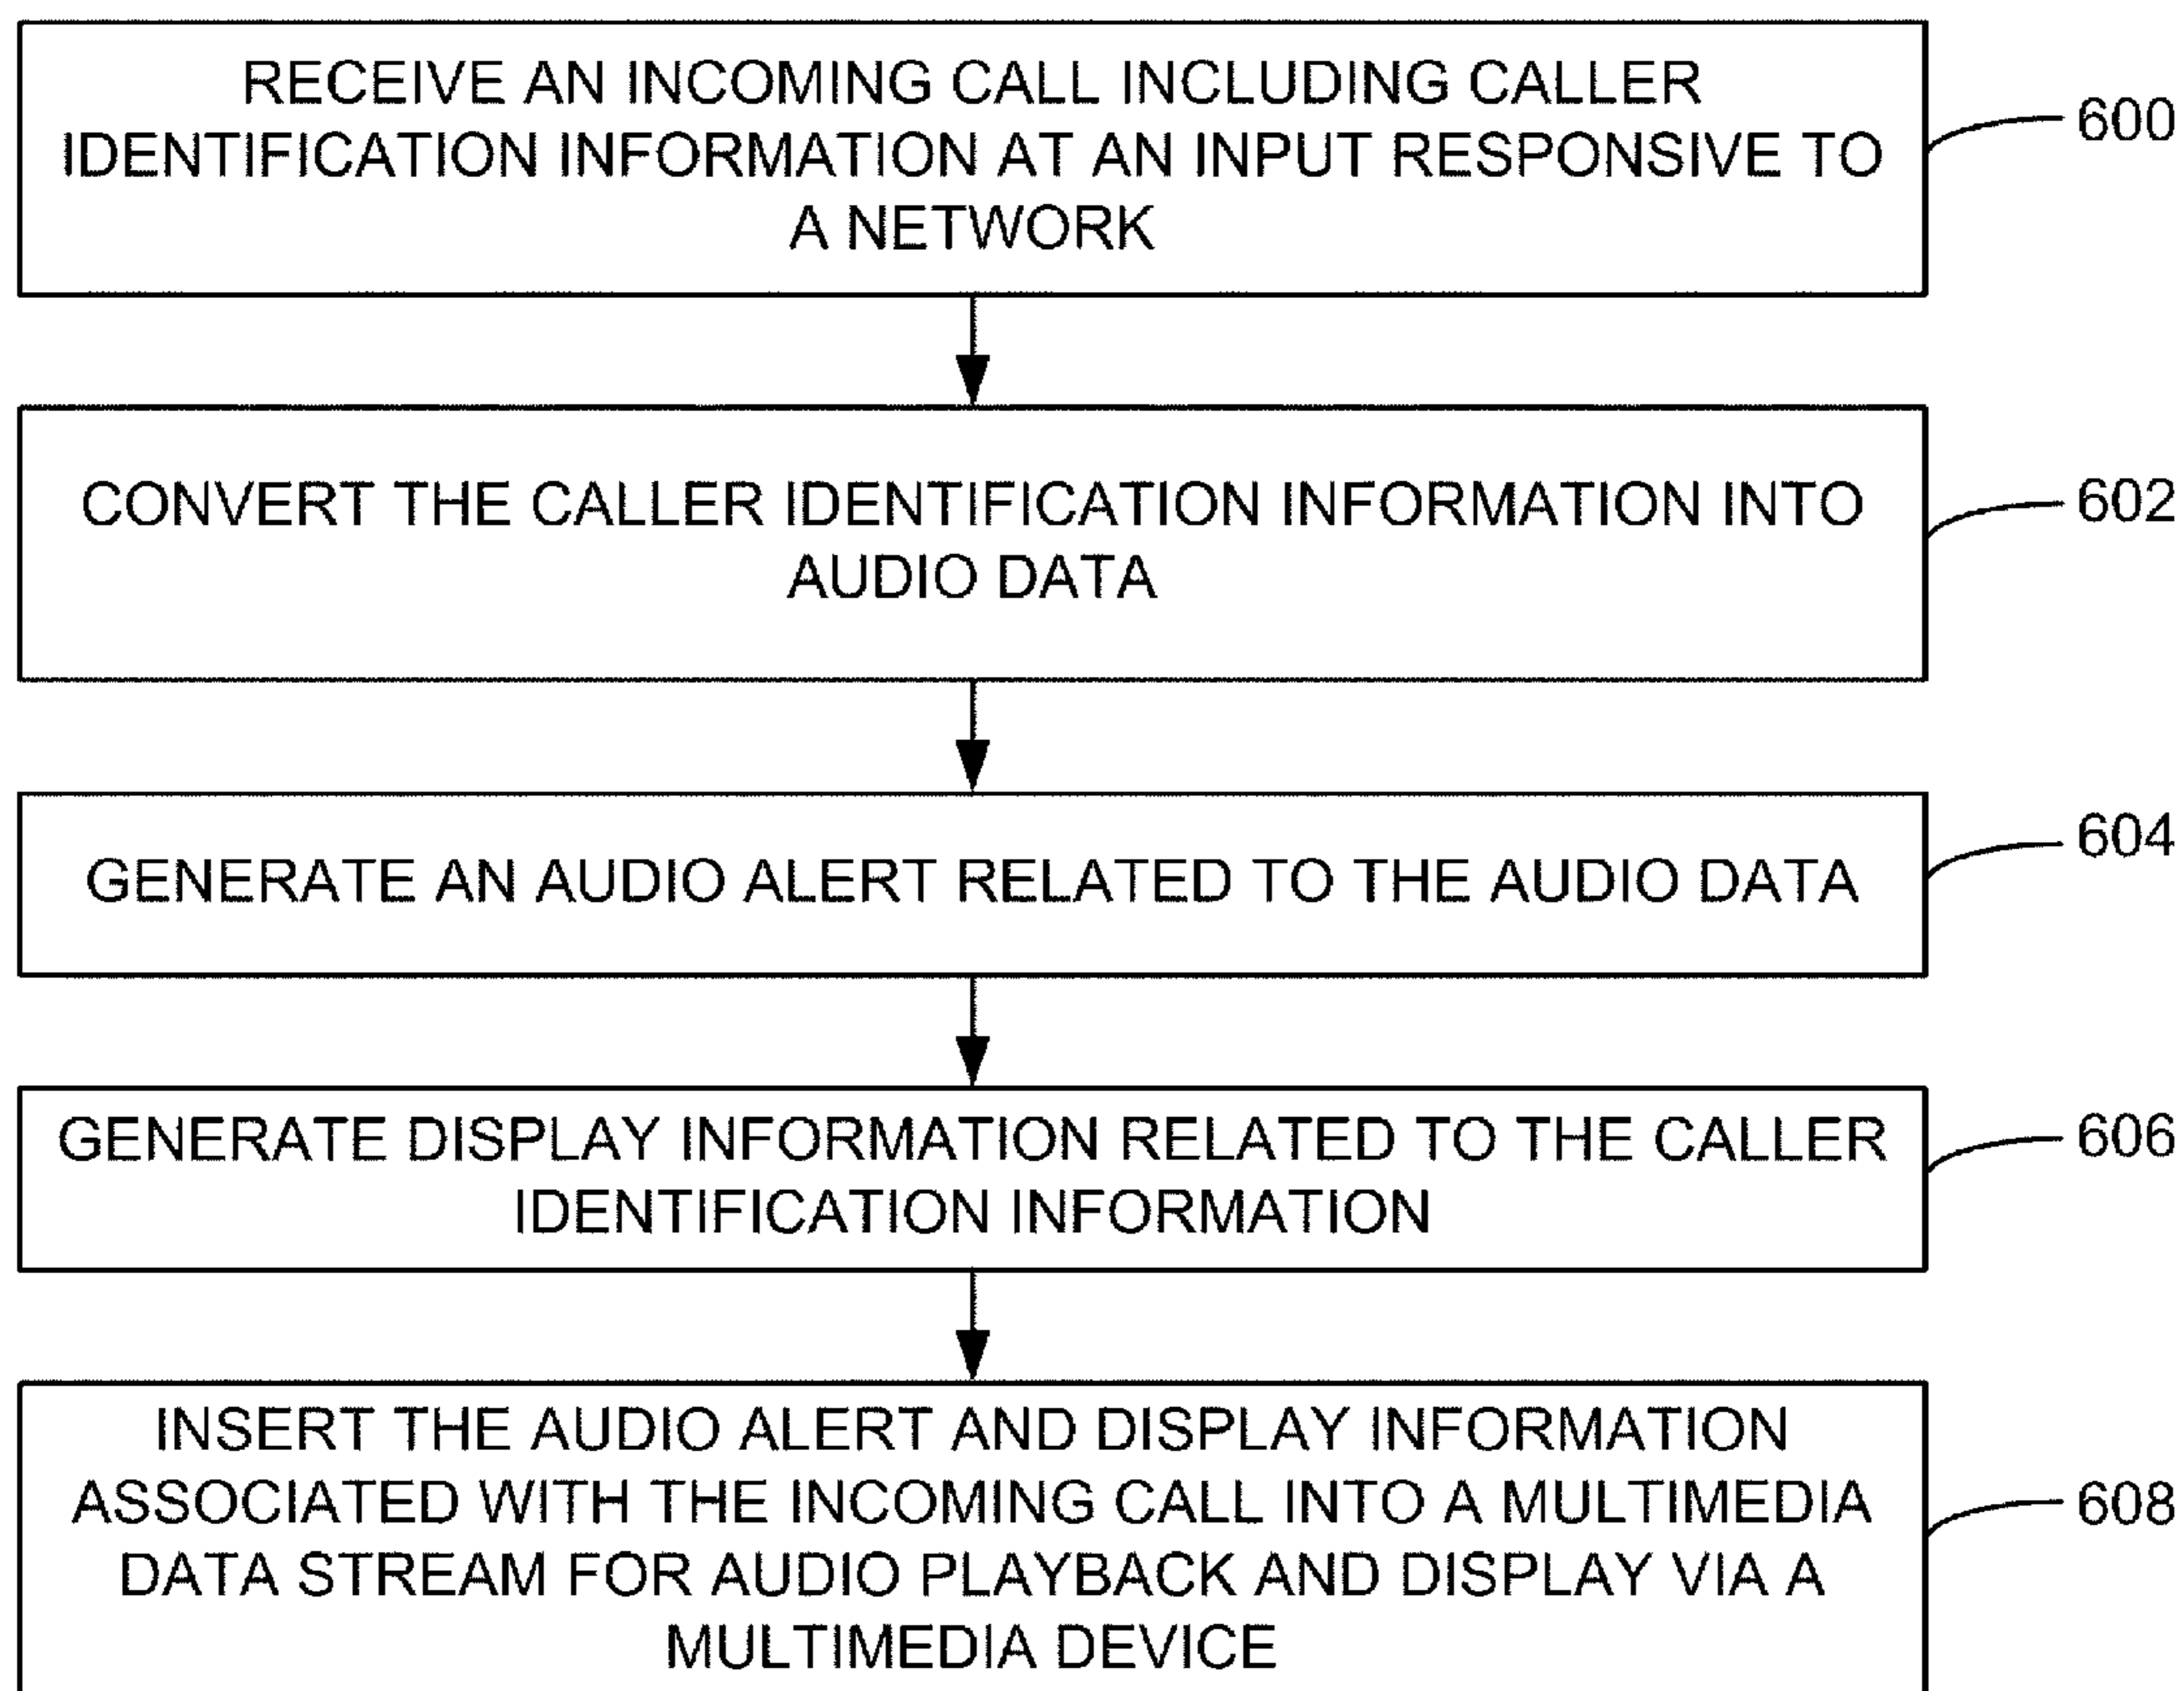 RECEIVE AN INCOMING CALL INCLUDING CALLER
IDENTIFICATION INFORMATION AT AN INPUT RESPONSIVE TO
A NETWORK
600
CONVERT THE CALLER IDENTIFICATION INFORMATION INTO
AUDIO DATA
602
GENERATE AN AUDIO ALERT RELATED TO THE AUDIO DATA
604
GENERATE DISPLAY INFORMATION RELATED TO THE CALLER
IDENTIFICATION INFORMATION
606
INSERT THE AUDIO ALERT AND DISPLAY INFORMATION
ASSOCIATED WITH THE INCOMING CALL INTO A MULTIMEDIA
DATA STREAM FOR AUDIO PLAYBACK AND DISPLAY VIA A
MULTIMEDIA DEVICE
608